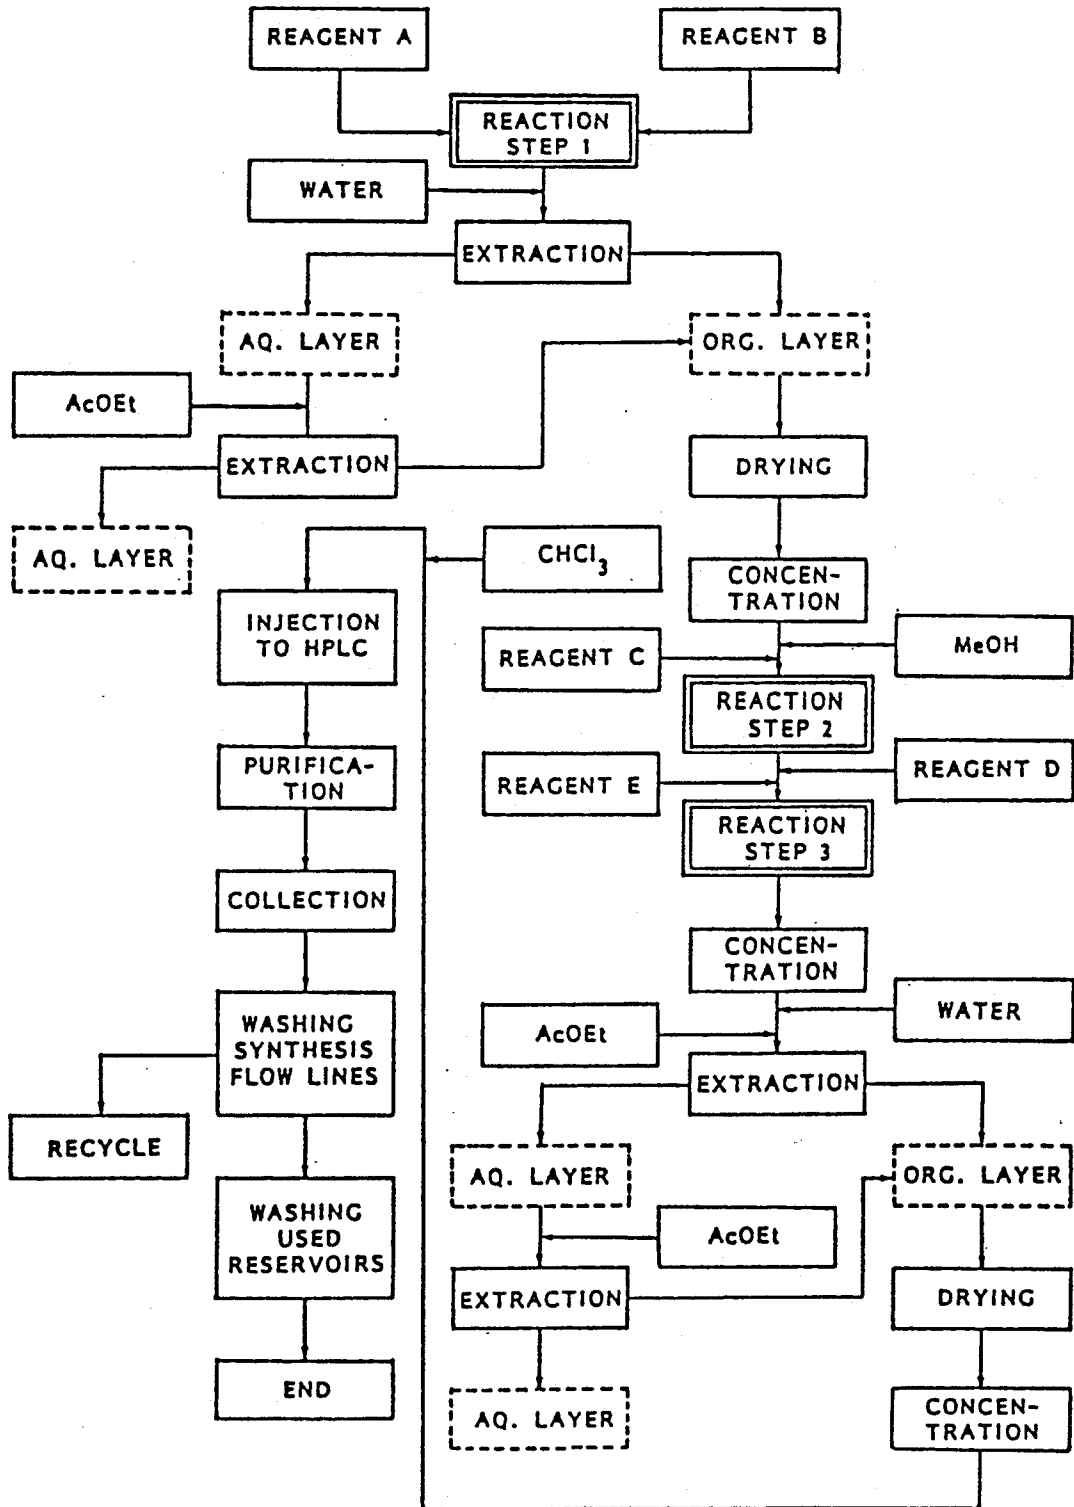 REAGENT A
REAGENT B
REACTION
STEP 1
WATER
EXTRACTION
AQ. LAYER
ORG. LAYER
AcOEt
EXTRACTION
DRYING
AQ. LAYER
CHCl3
CONCEN-
TRATION
INJECTION
TO HPLC
REAGENT C
MeOH
REACTION
STEP 2
PURIFICA-
TION
REAGENT E
REAGENT D
REACTION
STEP 3
COLLECTION
CONCEN-
TRATION
WASHING
SYNTHESIS
FLOW LINES
AcOEt
WATER
EXTRACTION
RECYCLE
AQ. LAYER
ORG. LAYER
WASHING
USED
RESERVOIRS
AcOEt
EXTRACTION
DRYING
END
AQ. LAYER
CONCEN-
TRATION